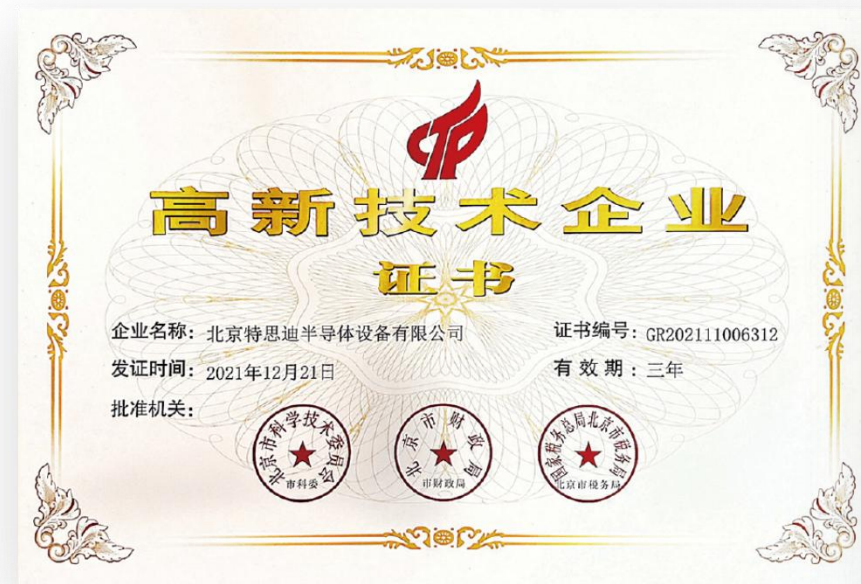 高新技术企业
证书
企业名称：北京特思迪半导体设备有限公司
证书编号：GR202111006312
发证时间：2021年12月21日
有效期：三年
批准机关：
北京市科学技术委员会
市科委
北京市财政局
市财政局
国家税务总局北京市税务局
北京市税务局